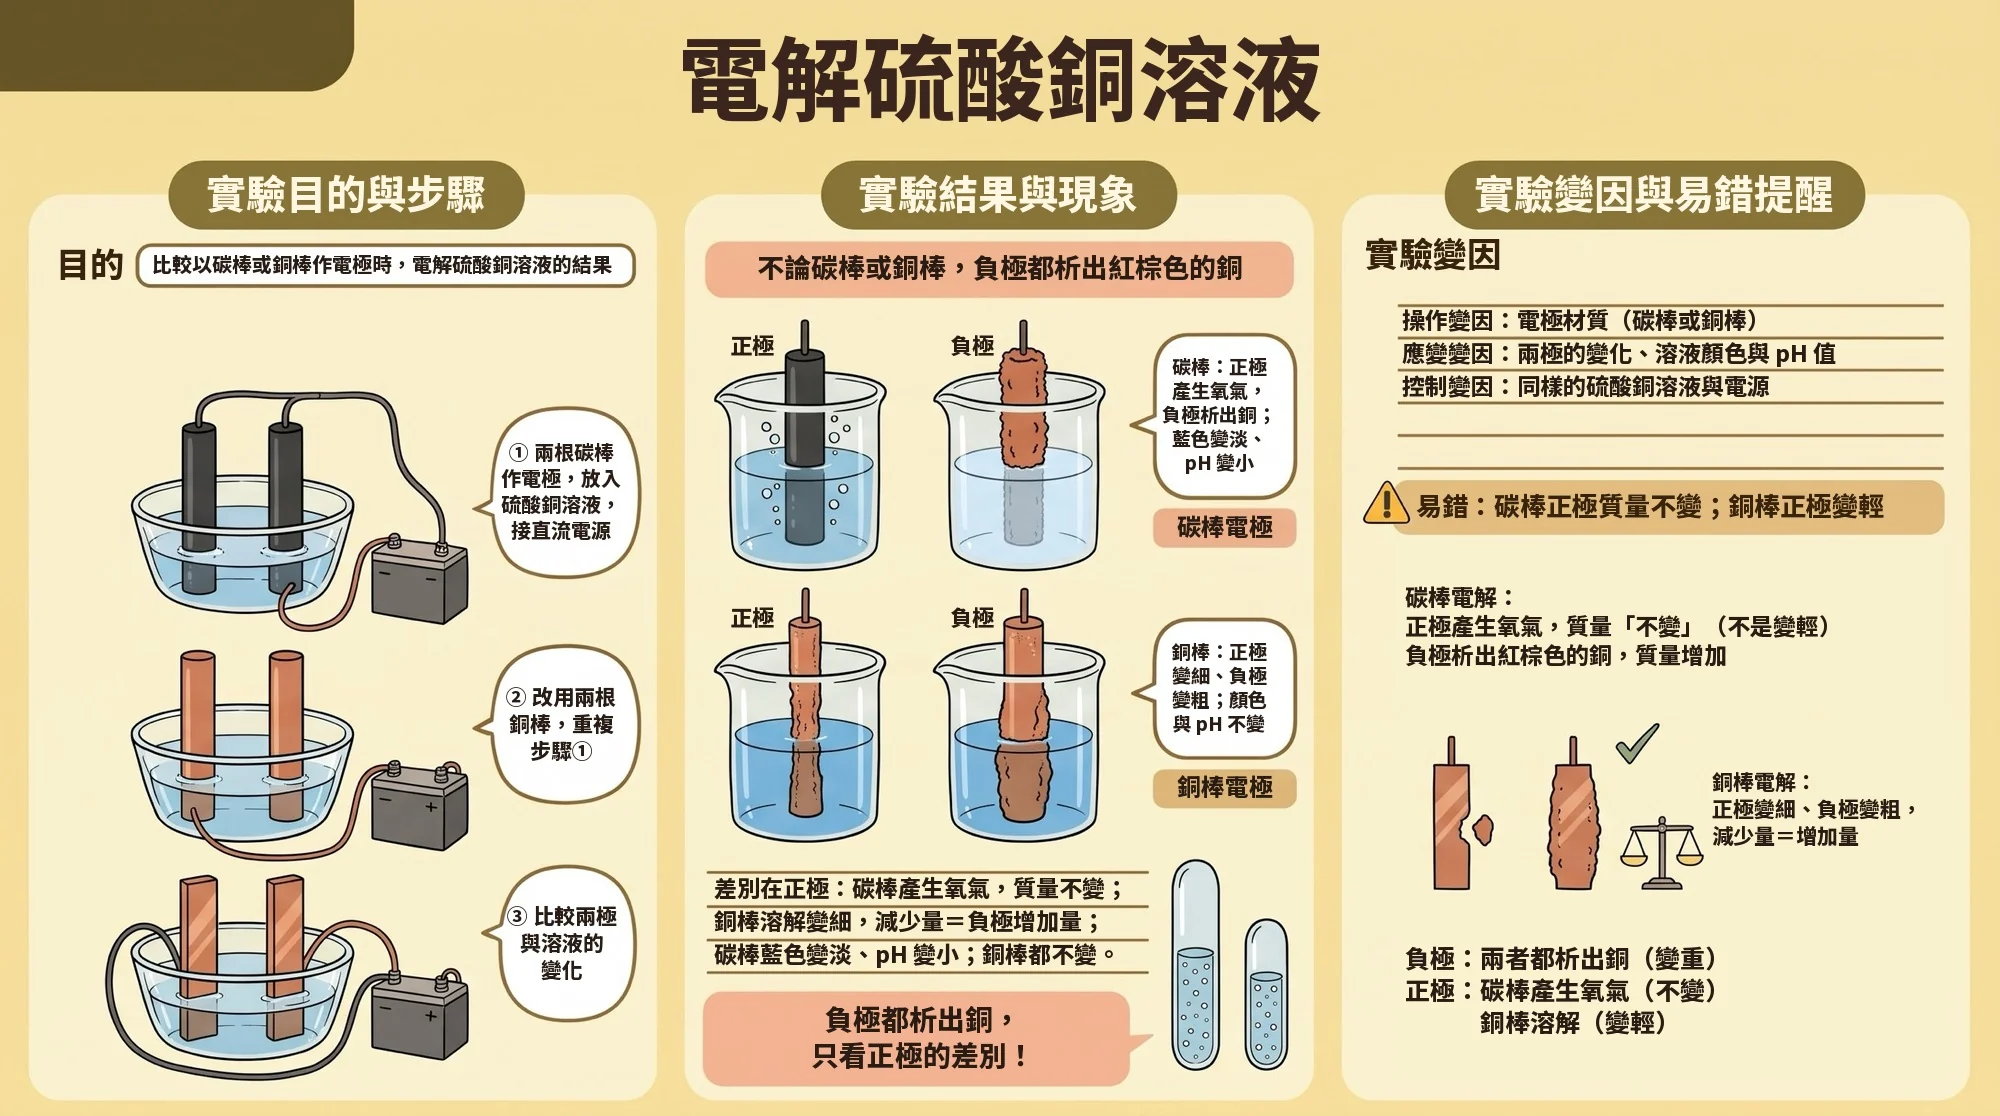 電解硫酸銅溶液
實驗目的與步驟
目的
比較以碳棒或銅棒作電極時，電解硫酸銅溶液的結果
① 兩根碳棒
作電極，放入
硫酸銅溶液，
接直流電源
② 改用兩根
銅棒，重複
步驟①
③ 比較兩極
與溶液的
變化
實驗結果與現象
不論碳棒或銅棒，負極都析出紅棕色的銅
正極
負極
碳棒：正極
產生氧氣，
負極析出銅；
藍色變淡、
pH 變小
碳棒電極
正極
負極
銅棒：正極
變細、負極
變粗；顏色
與 pH 不變
銅棒電極
差別在正極：碳棒產生氧氣，質量不變；
銅棒溶解變細，減少量＝負極增加量；
碳棒藍色變淡、pH 變小；銅棒都不變。
負極都析出銅，
只看正極的差別！
實驗變因與易錯提醒
實驗變因
操作變因：電極材質（碳棒或銅棒）
應變變因：兩極的變化、溶液顏色與 pH 值
控制變因：同樣的硫酸銅溶液與電源
易錯：碳棒正極質量不變；銅棒正極變輕
碳棒電解：
正極產生氧氣，質量「不變」（不是變輕）
負極析出紅棕色的銅，質量增加
銅棒電解：
正極變細、負極變粗，
減少量＝增加量
負極：兩者都析出銅（變重）
正極：碳棒產生氧氣（不變）
銅棒溶解（變輕）